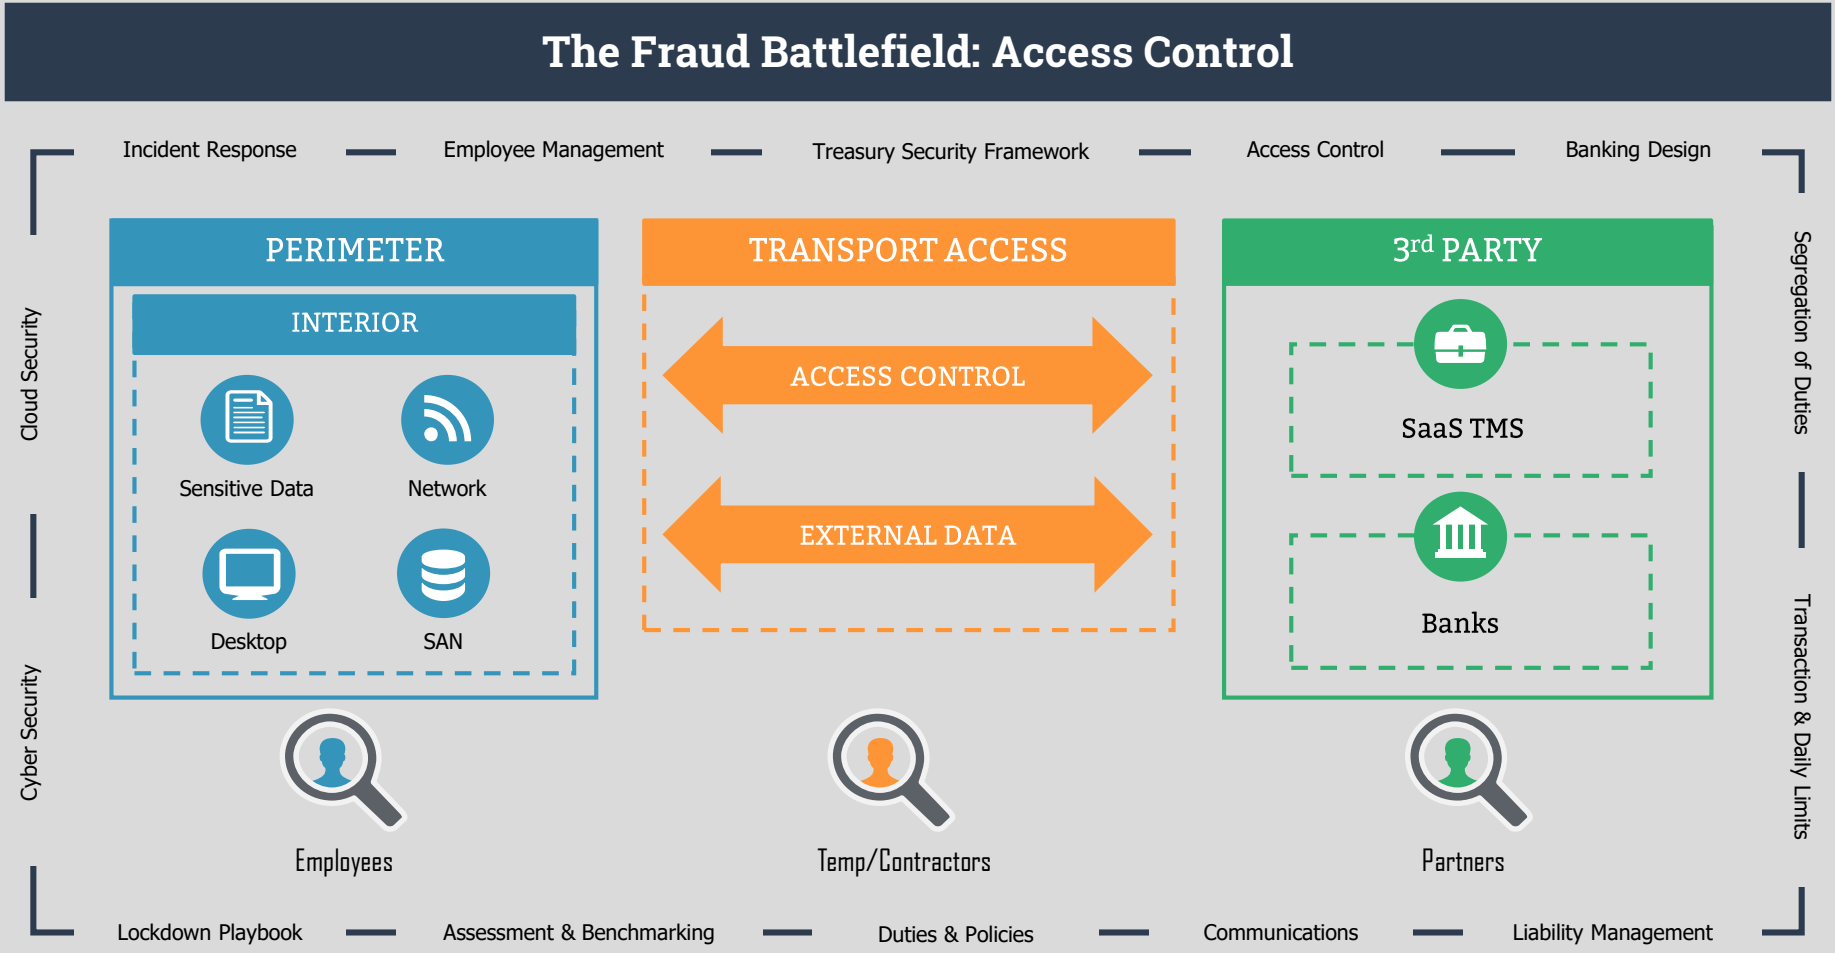 The Fraud Battlefield: Access Control
Incident Response
Employee Management
Treasury Security Framework
Access Control
Banking Design
Cloud Security
Cyber Security
PERIMETER
INTERIOR
Sensitive Data
Network
Desktop
SAN
TRANSPORT ACCESS
ACCESS CONTROL
EXTERNAL DATA
3rd PARTY
SaaS TMS
Banks
Segregation of Duties
Transaction & Daily Limits
Employees
Temp/Contractors
Partners
Lockdown Playbook
Assessment & Benchmarking
Duties & Policies
Communications
Liability Management